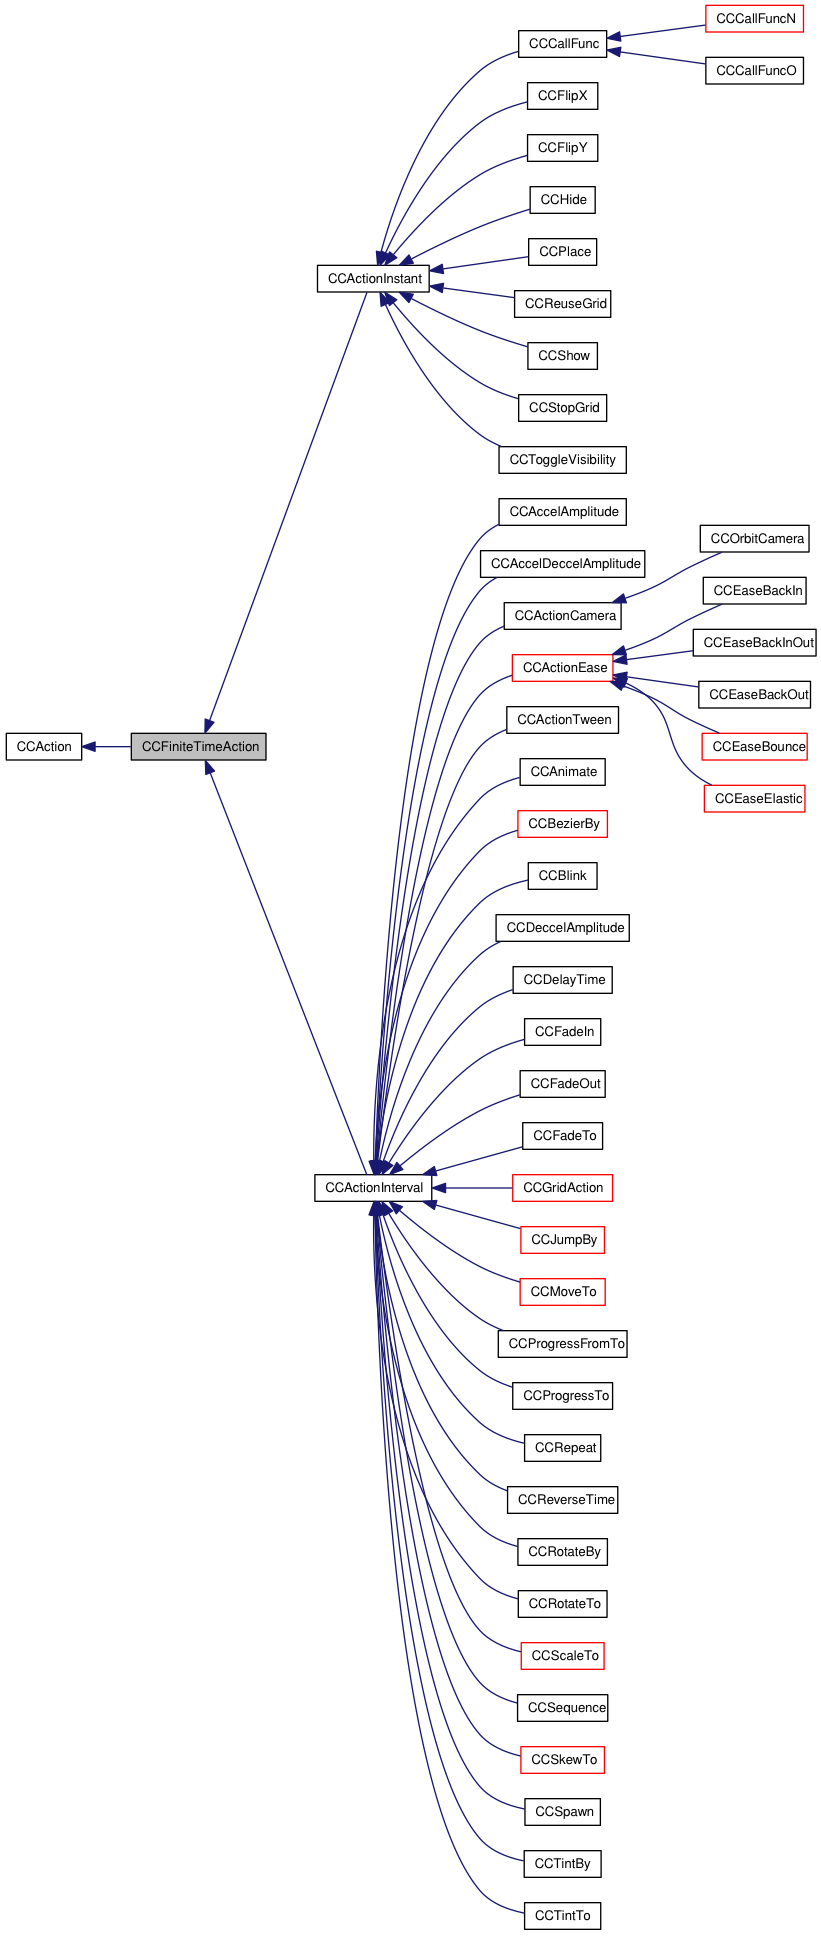 CCCallFuncN
CCCallFunc
CCCallFuncO
CCFlipX
CCFlipY
CCHide
CCPlace
CCActionInstant
CCReuseGrid
CCShow
CCStopGrid
CCToggleVisibility
CCAccelAmplitude
CCOrbitCamera
CCAccelDeccelAmplitude
CCEaseBackIn
CCActionCamera
CCEaseBackInOut
CCActionEase
CCEaseBackOut
CCActionTween
CCEaseBounce
CCAction
CCFiniteTimeAction
CCAnimate
CCEaseElastic
CCBezierBy
CCBlink
CCDeccelAmplitude
CCDelayTime
CCFadeIn
CCFadeOut
CCFadeTo
CCActionInterval
CCGridAction
CCJumpBy
CCMoveTo
CCProgressFromTo
CCProgressTo
CCRepeat
CCReverseTime
CCRotateBy
CCRotateTo
CCScaleTo
CCSequence
CCSkewTo
CCSpawn
CCTintBy
CCTintTo